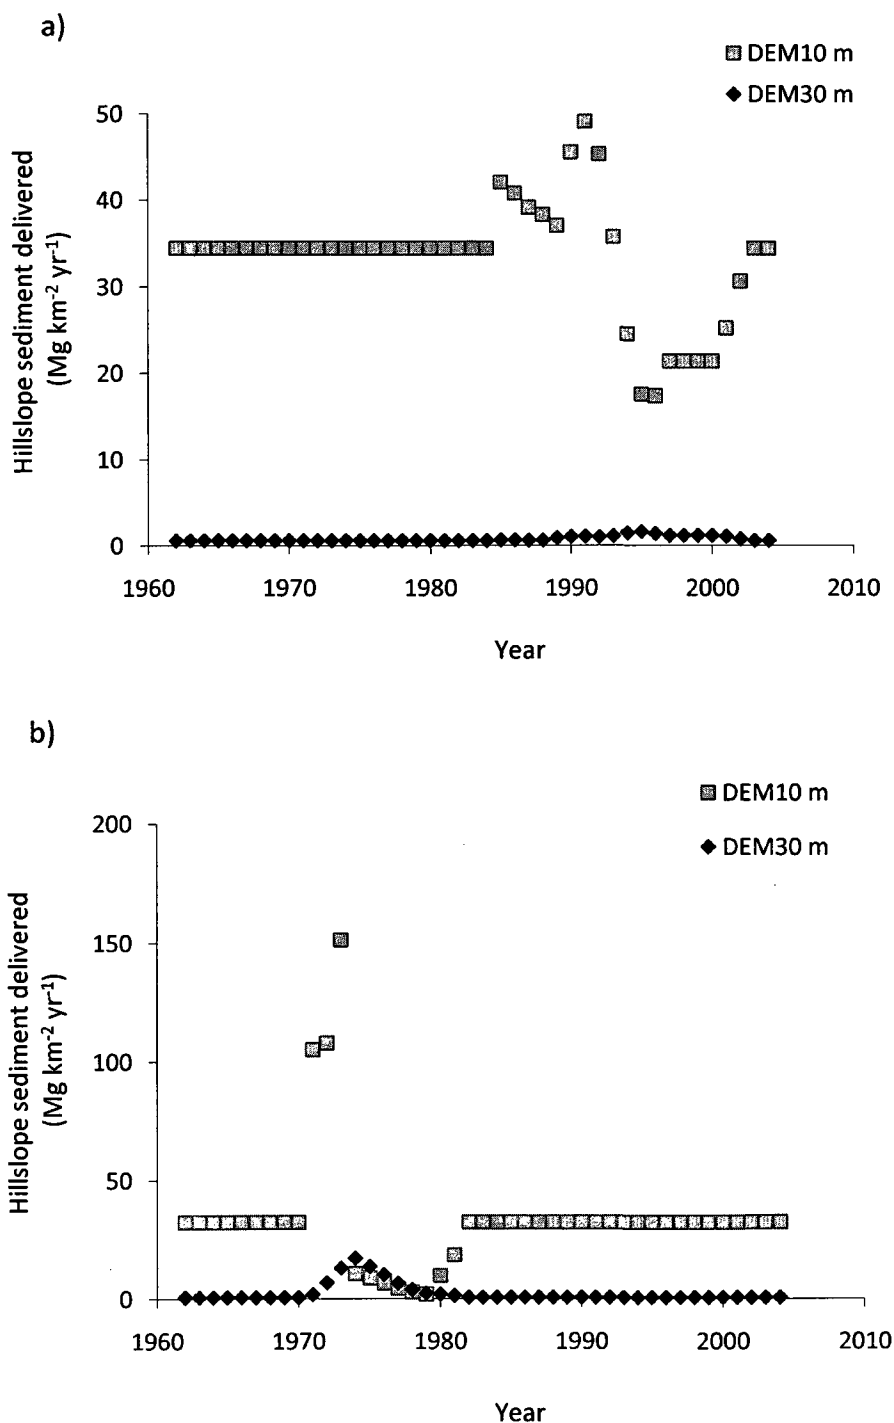 a)
DEM10 m
DEM30 m
Hillslope sediment delivered
(Mg km⁻² yr⁻¹)
50
40
30
20
10
0
1960 1970 1980 1990 2000 2010
Year
b)
DEM10 m
DEM30 m
Hillslope sediment delivered
(Mg km⁻² yr⁻¹)
200
150
100
50
0
1960 1970 1980 1990 2000 2010
Year